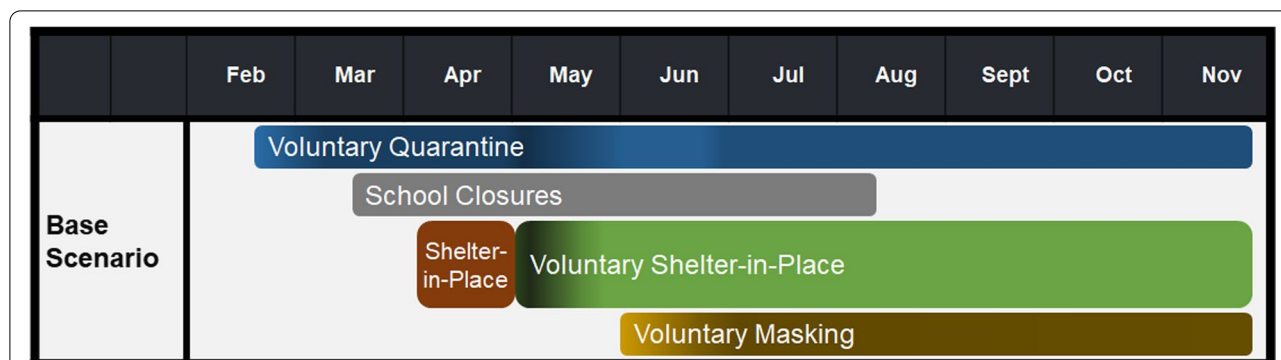 Feb Mar Apr May Jun Jul Aug Sept Oct Nov
Base
Scenario
Voluntary Quarantine
School Closures
Shelter-
in-Place
Voluntary Shelter-in-Place
Voluntary Masking